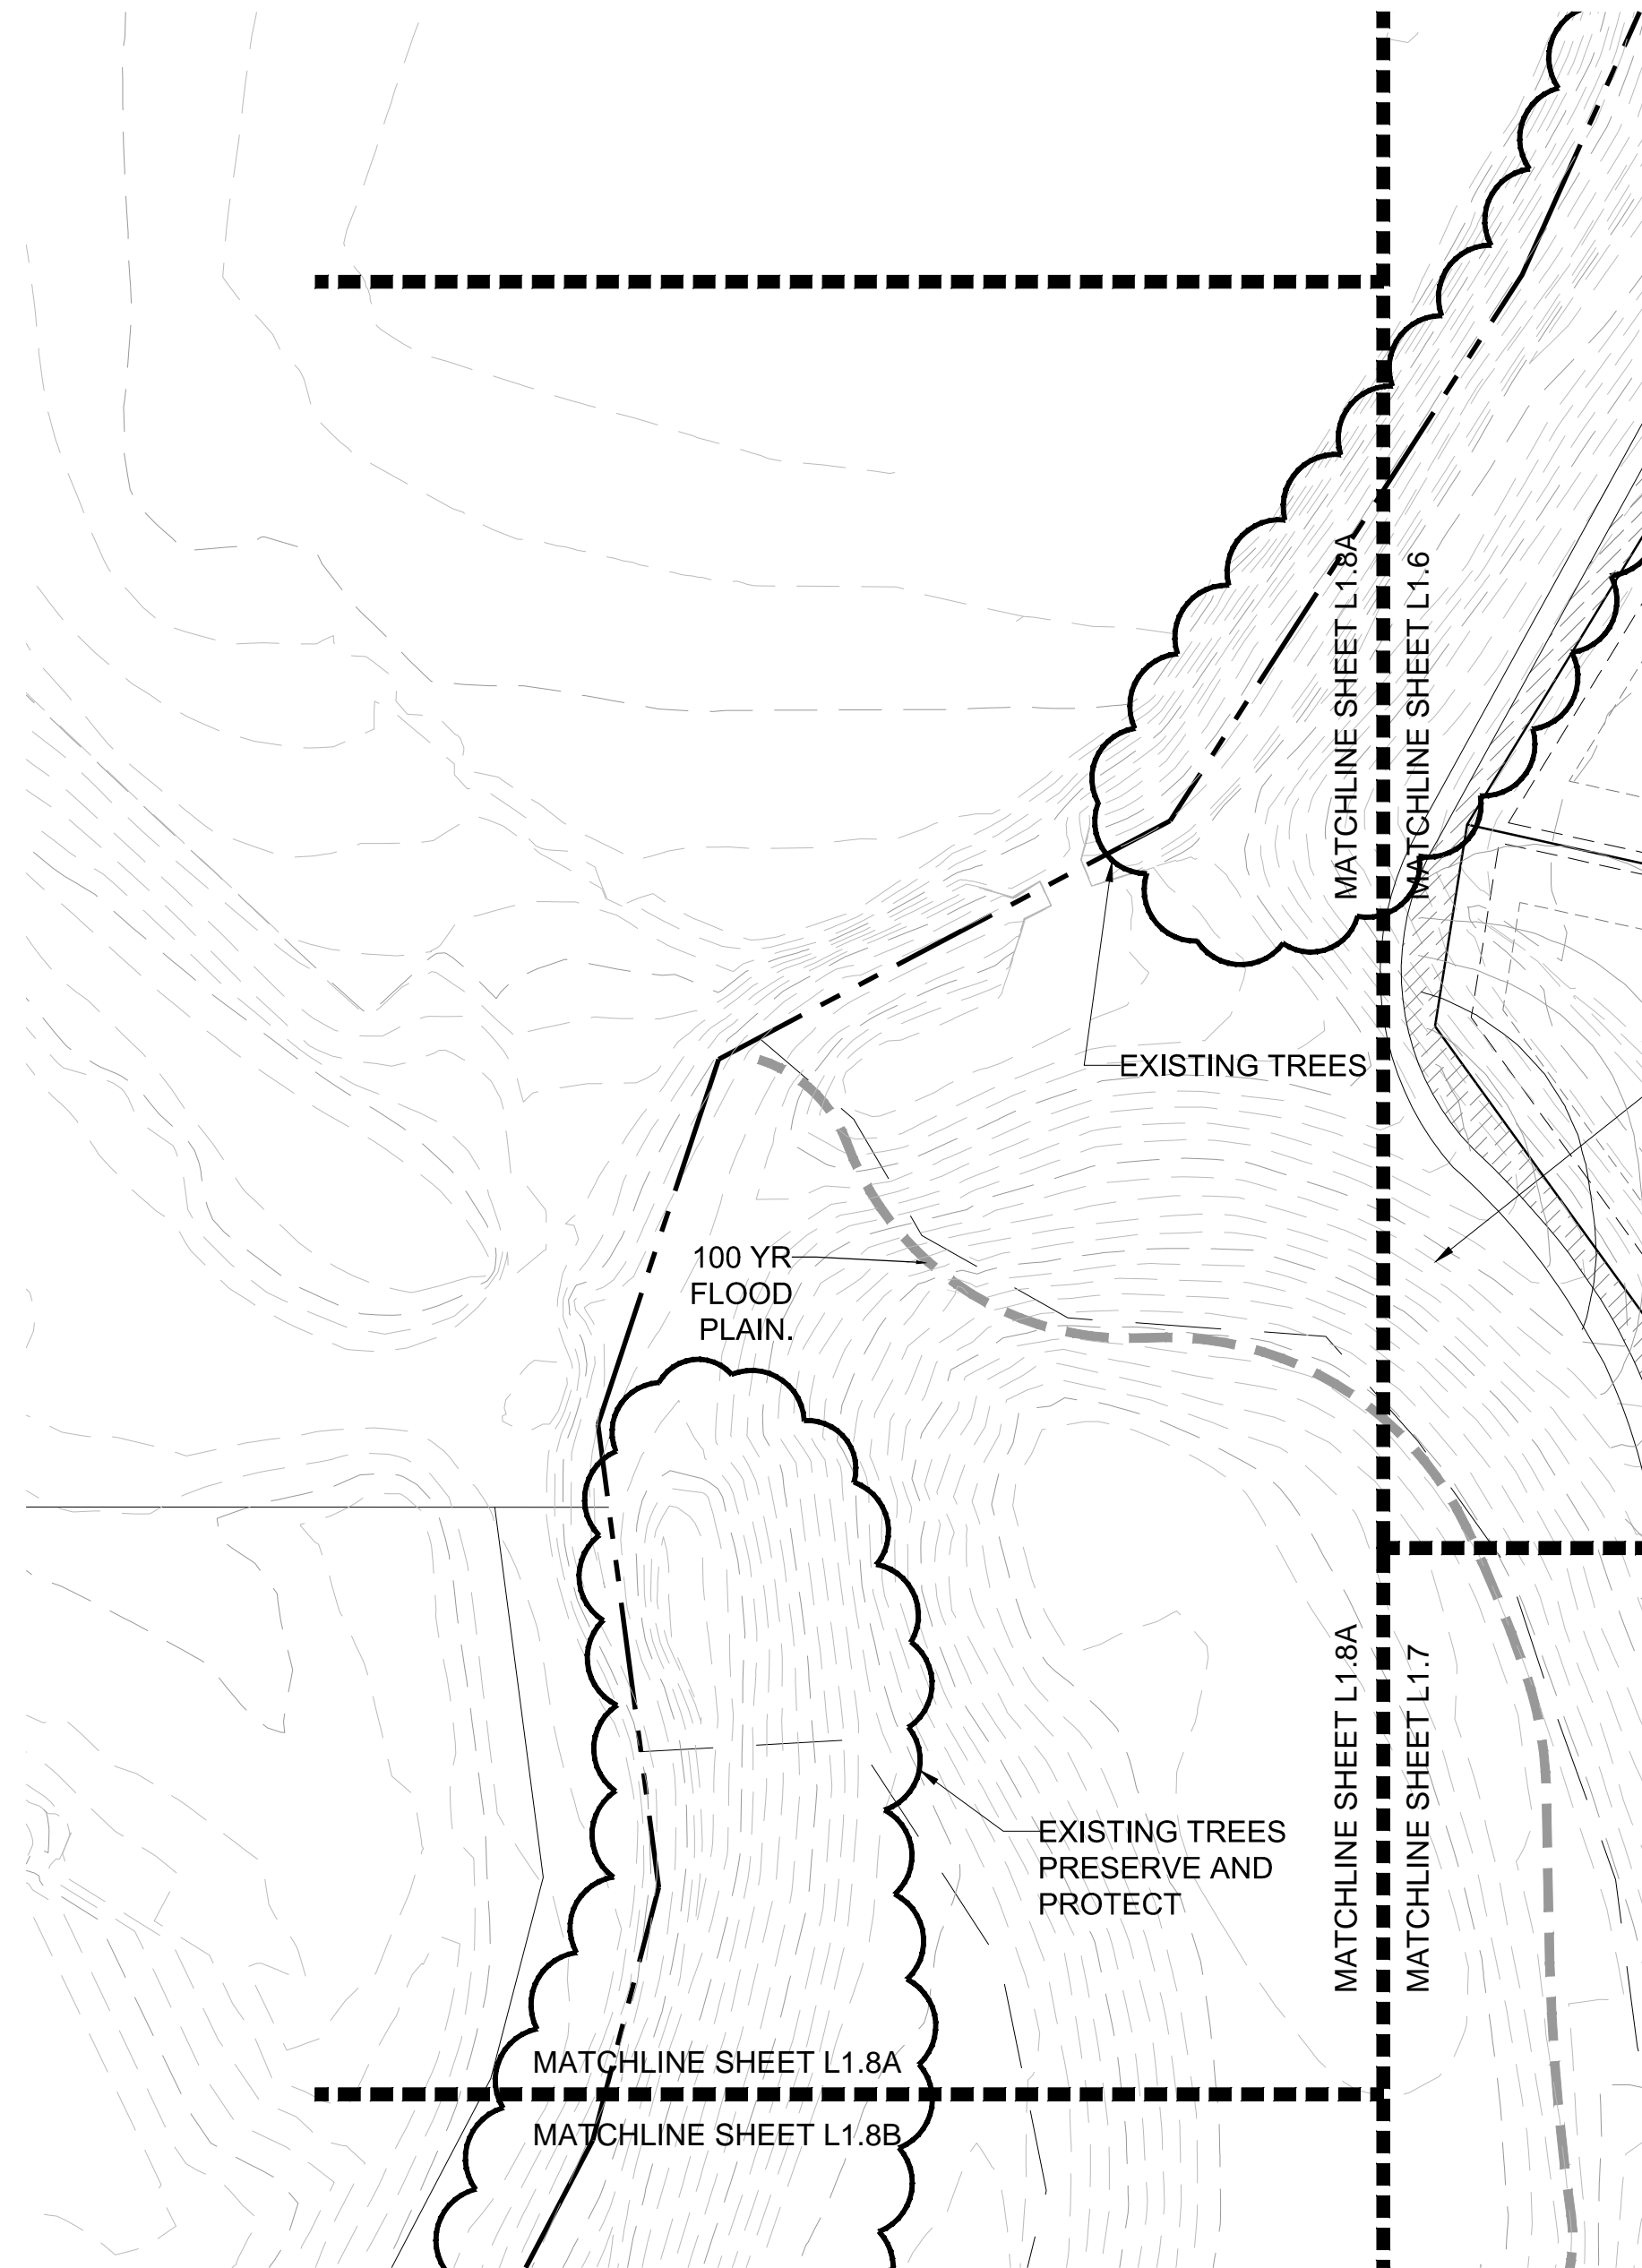 MATCHLINE SHEET L1.8A
MATCHLINE SHEET L1.6
EXISTING TREES
100 YR
FLOOD
PLAIN.
MATCHLINE SHEET L1.8A
MATCHLINE SHEET L1.7
EXISTING TREES
PRESERVE AND
PROTECT
MATCHLINE SHEET L1.8A
MATCHLINE SHEET L1.8B